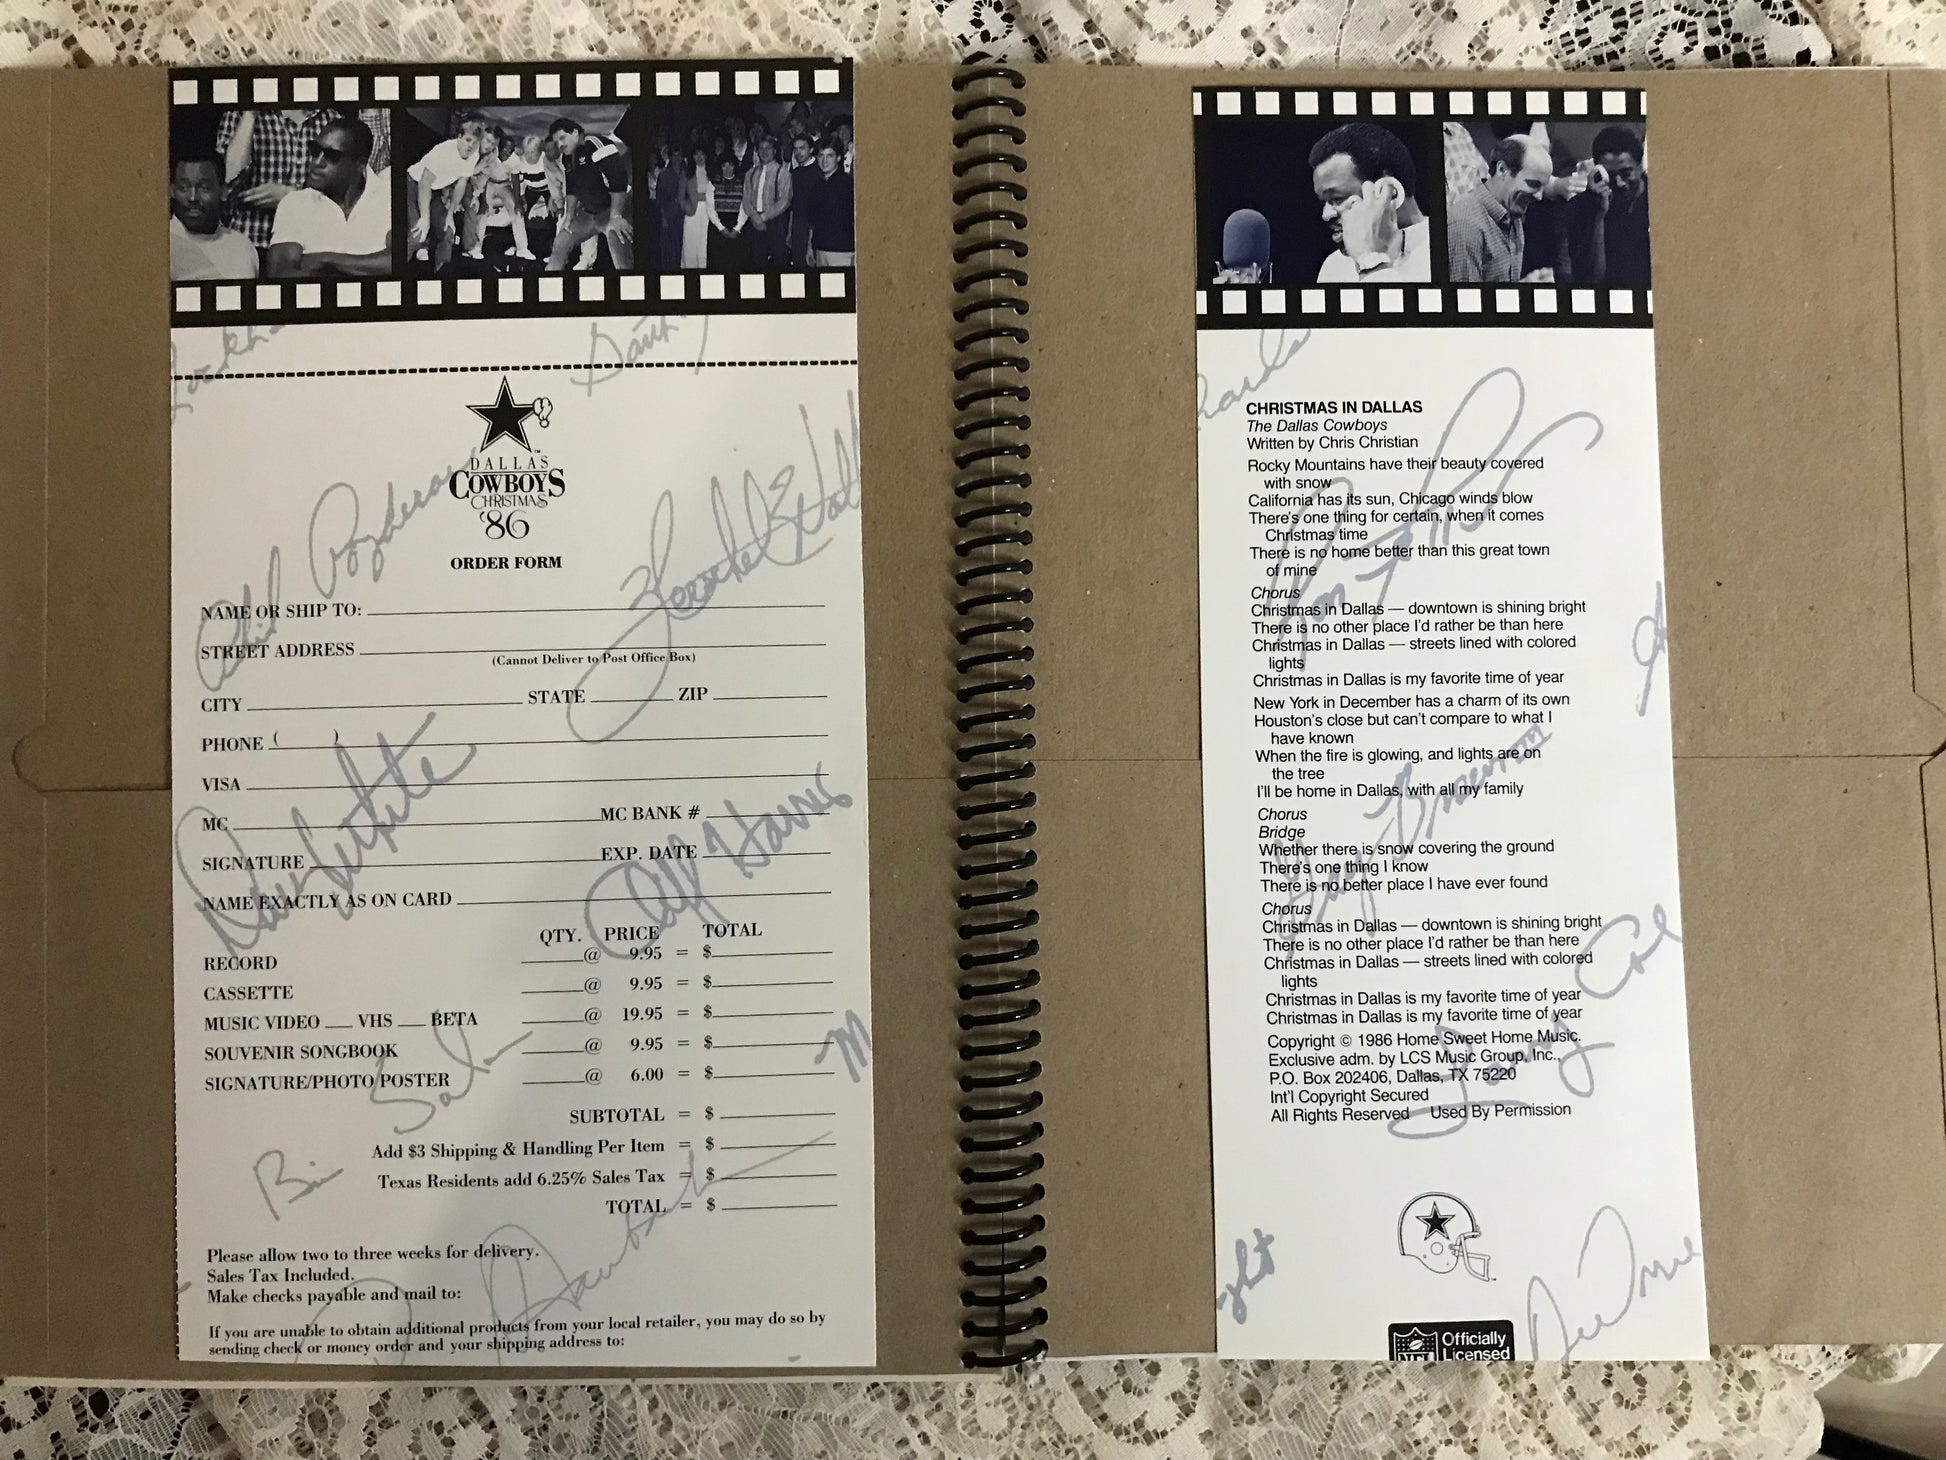 DALLAS
COWBOYS
CHRISTMAS
'86
ORDER FORM
NAME OR SHIP TO:
STREET ADDRESS
(Cannot Deliver to Post Office Box)
CITY STATE ZIP
PHONE ( )
VISA
MC MC BANK #
SIGNATURE EXP. DATE
NAME EXACTLY AS ON CARD
QTY. PRICE TOTAL
RECORD @ 9.95 = $
CASSETTE @ 9.95 = $
MUSIC VIDEO VHS BETA @ 19.95 = $
SOUVENIR SONGBOOK @ 9.95 = $
SIGNATURE/PHOTO POSTER @ 6.00 = $
SUBTOTAL = $
Add $3 Shipping & Handling Per Item = $
Texas Residents add 6.25% Sales Tax = $
TOTAL = $
Please allow two to three weeks for delivery.
Sales Tax Included.
Make checks payable and mail to:
If you are unable to obtain additional products from your local retailer, you may do so by
sending check or money order and your shipping address to:
Phil
Cliff Harris
CHRISTMAS IN DALLAS
The Dallas Cowboys
Written by Chris Christian
Rocky Mountains have their beauty covered
with snow
California has its sun, Chicago winds blow
There's one thing for certain, when it comes
Christmas time
There is no home better than this great town
of mine
Chorus
Christmas in Dallas — downtown is shining bright
There is no other place I'd rather be than here
Christmas in Dallas — streets lined with colored
lights
Christmas in Dallas is my favorite time of year
New York in December has a charm of its own
Houston's close but can't compare to what I
have known
When the fire is glowing, and lights are on
the tree
I'll be home in Dallas, with all my family
Chorus
Bridge
Whether there is snow covering the ground
There's one thing I know
There is no better place I have ever found
Chorus
Christmas in Dallas — downtown is shining bright
There is no other place I'd rather be than here
Christmas in Dallas — streets lined with colored
lights
Christmas in Dallas is my favorite time of year
Christmas in Dallas is my favorite time of year
Copyright © 1986 Home Sweet Home Music.
Exclusive adm. by LCS Music Group, Inc.,
P.O. Box 202406, Dallas, TX 75220
Int'l Copyright Secured
All Rights Reserved Used By Permission
Larry Col
NFL
Officially
Licensed